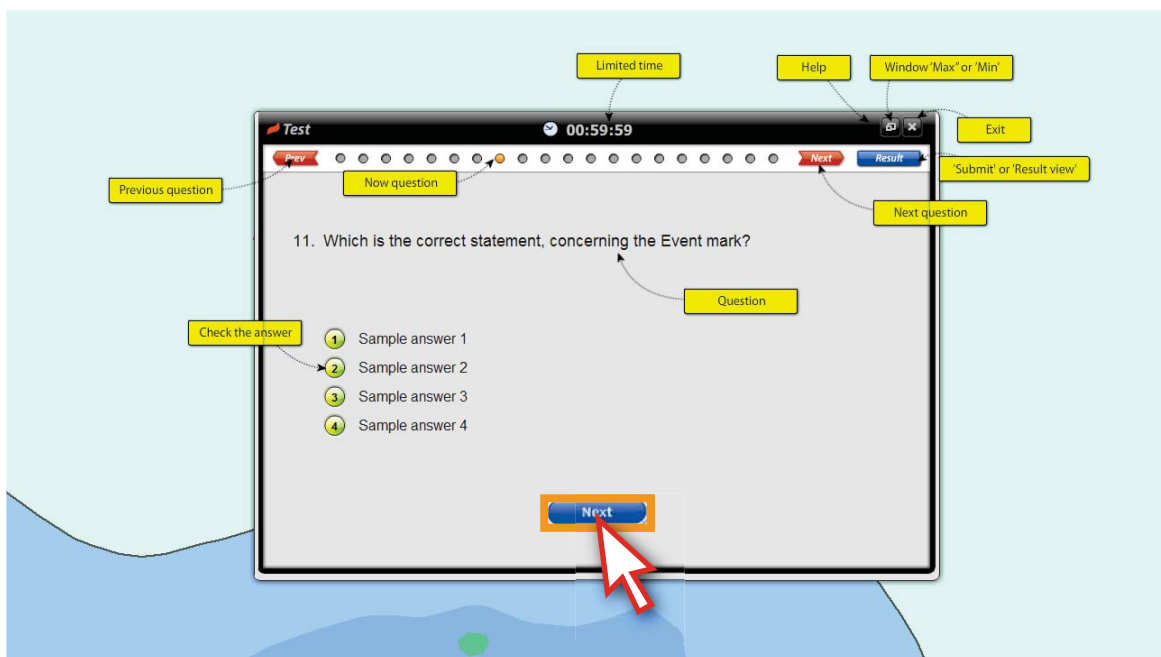 Limited time
Help
Window 'Max" or 'Min'
Test
00:59:59
Exit
Prev
Next
Result
'Submit' or 'Result view'
Previous question
Now question
Next question
11. Which is the correct statement, concerning the Event mark?
Question
Check the answer
1 Sample answer 1
2 Sample answer 2
3 Sample answer 3
4 Sample answer 4
Next